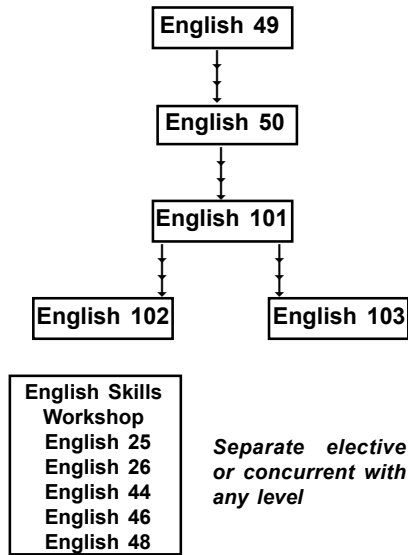 English 49
English 50
English 101
English 102
English 103
English Skills
Workshop
English 25
English 26
English 44
English 46
English 48
Separate elective
or concurrent with
any level